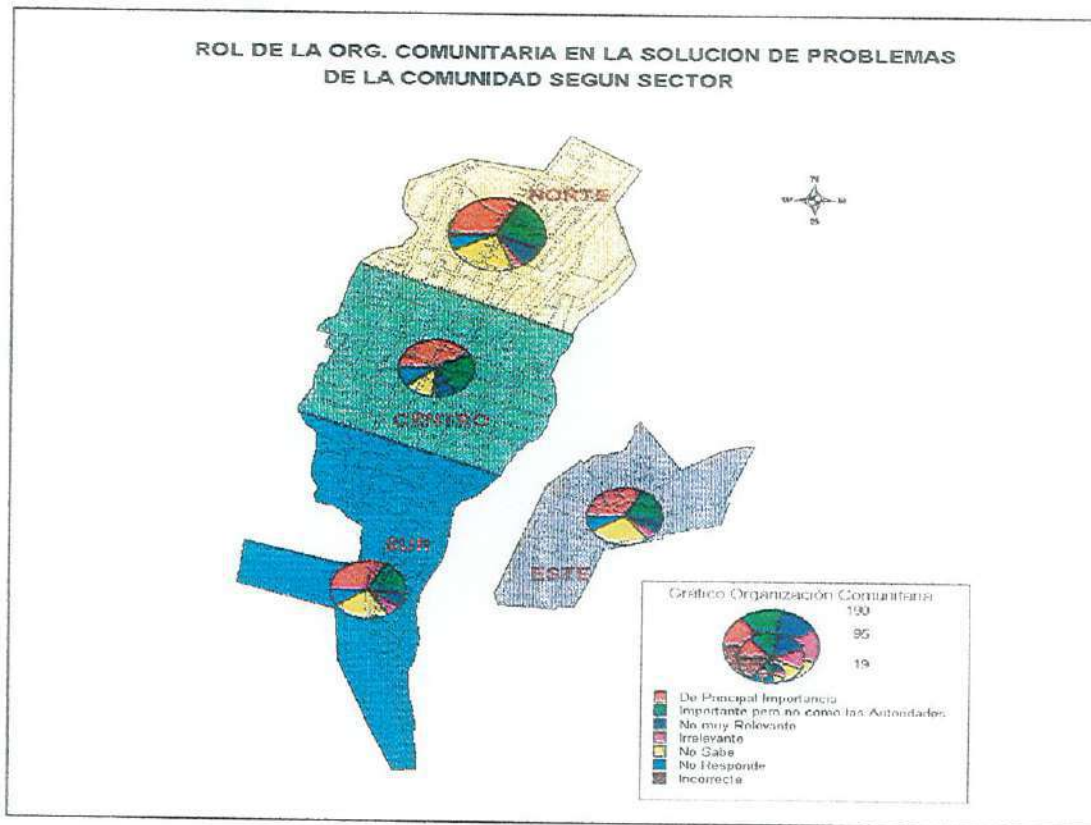 ROL DE LA ORG. COMUNITARIA EN LA SOLUCION DE PROBLEMAS
DE LA COMUNIDAD SEGUN SECTOR
NORTE
CENTRO
SUR
ESTE
Gráfico Organización Comunitaria
190
95
19
De Principal Importancia
Importante pero no como las Autoridades
No muy Relevante
Irrelevante
No Sabe
No Responde
Incorrecta